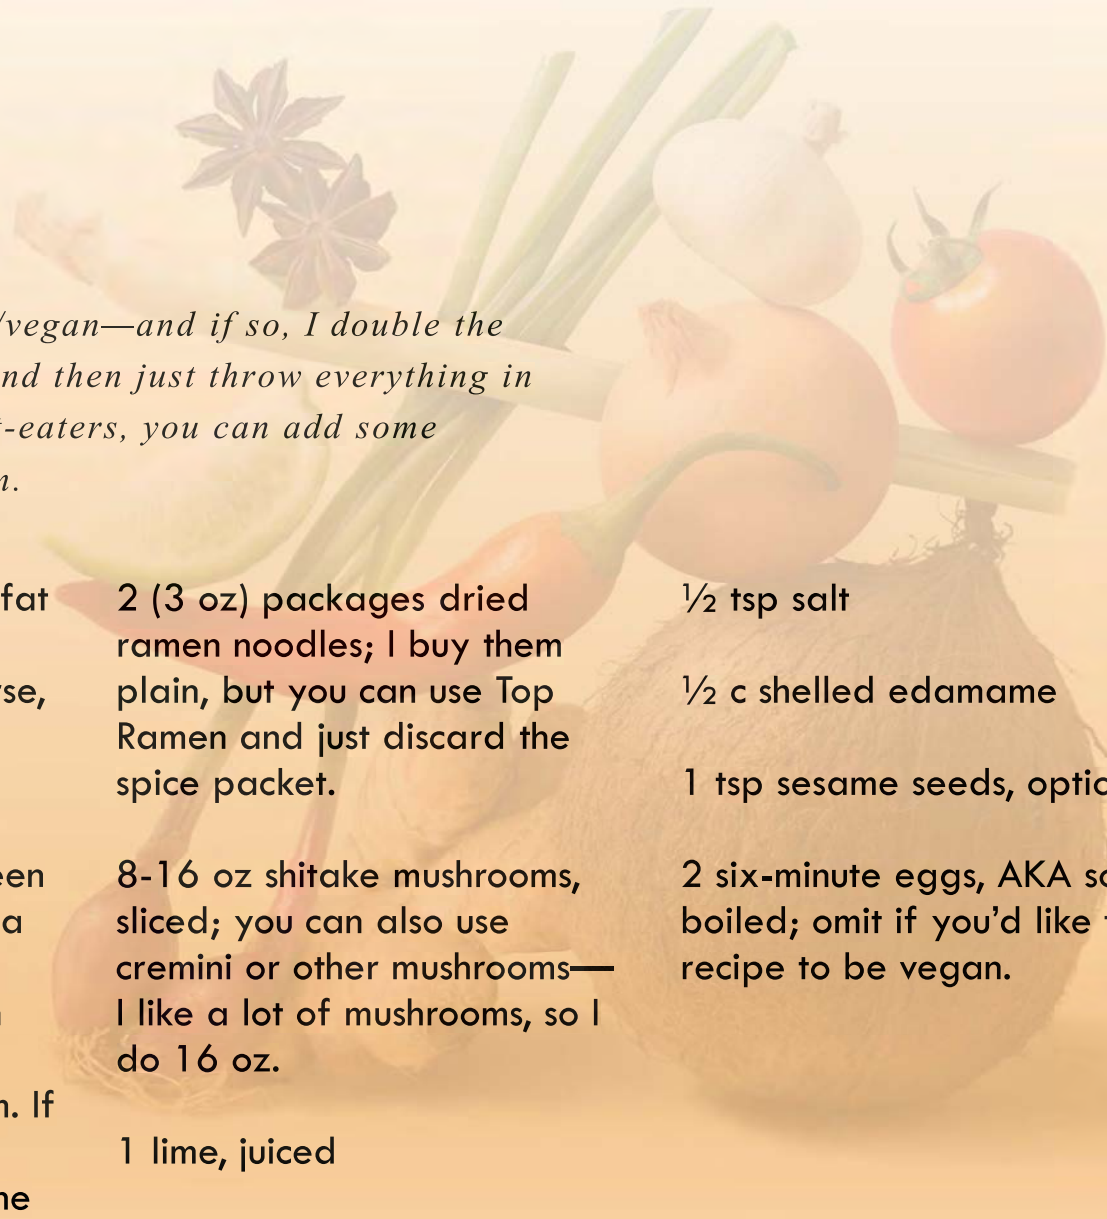 /vegan—and if so, I double the
nd then just throw everything in
-eaters, you can add some
fat
se,
een
a
. If
ne
2 (3 oz) packages dried
ramen noodles; I buy them
plain, but you can use Top
Ramen and just discard the
spice packet.
8-16 oz shitake mushrooms,
sliced; you can also use
cremini or other mushrooms—
I like a lot of mushrooms, so I
do 16 oz.
1 lime, juiced
½ tsp salt
½ c shelled edamame
1 tsp sesame seeds, optio
2 six-minute eggs, AKA so
boiled; omit if you’d like
recipe to be vegan.